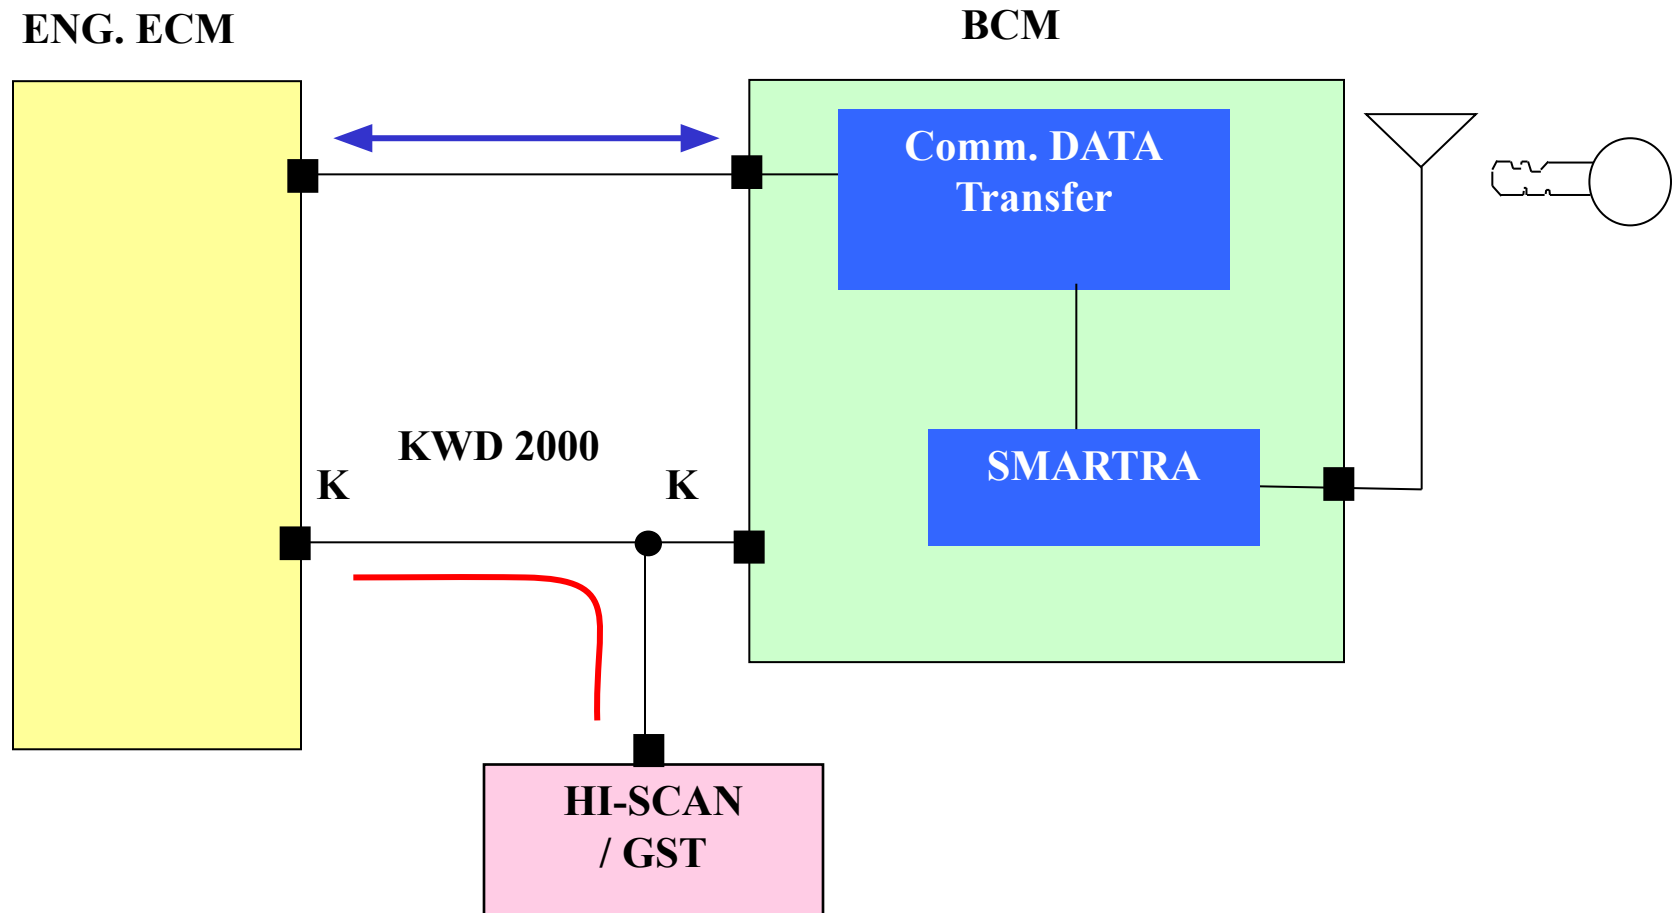 ENG. ECM
BCM
Comm. DATA
Transfer
KWD 2000
K
K
SMARTRA
HI-SCAN
/ GST